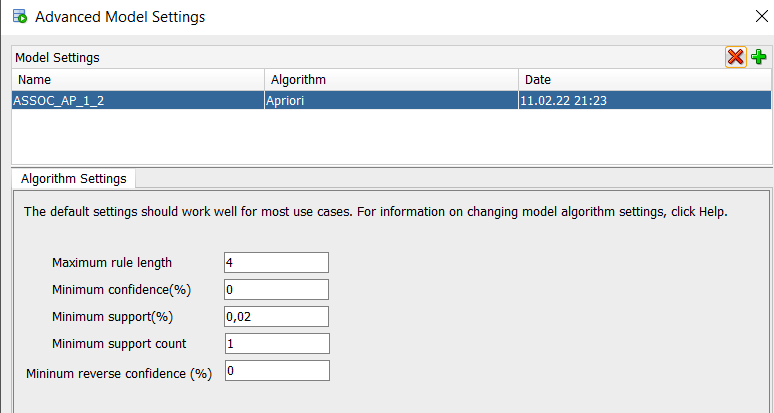 Advanced Model Settings
Model Settings
Name Algorithm Date
ASSOC_AP_1_2 Apriori 11.02.22 21:23
Algorithm Settings
The default settings should work well for most use cases. For information on changing model algorithm settings, click Help.
Maximum rule length 4
Minimum confidence(%) 0
Minimum support(%) 0,02
Minimum support count 1
Mininum reverse confidence (%) 0